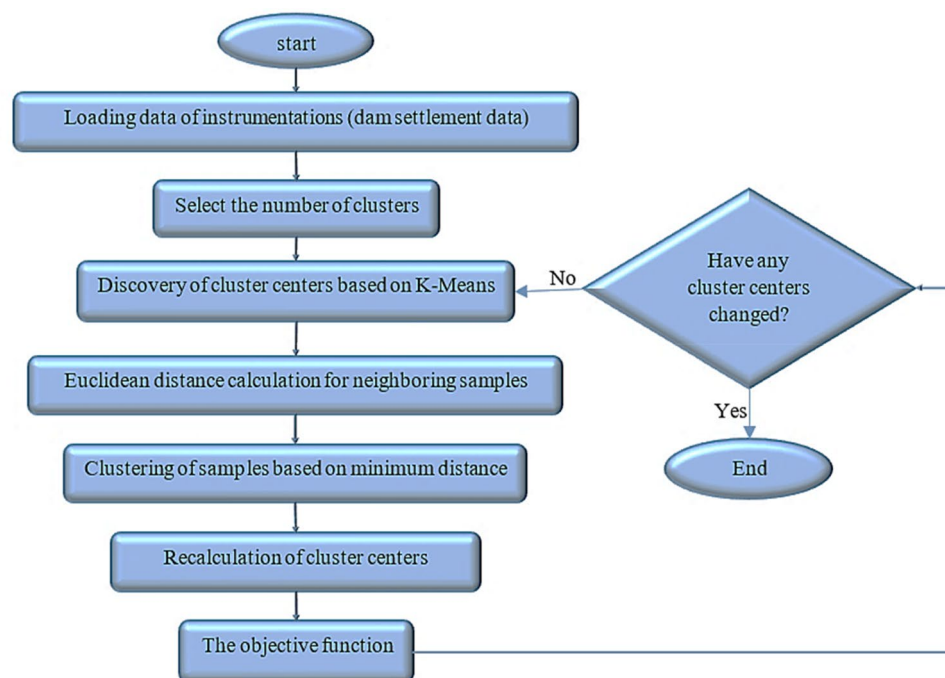 start
Loading data of instrumentations (dam settlement data)
Select the number of clusters
Discovery of cluster centers based on K-Means
No
Have any
cluster centers
changed?
Euclidean distance calculation for neighboring samples
Yes
Clustering of samples based on minimum distance
End
Recalculation of cluster centers
The objective function